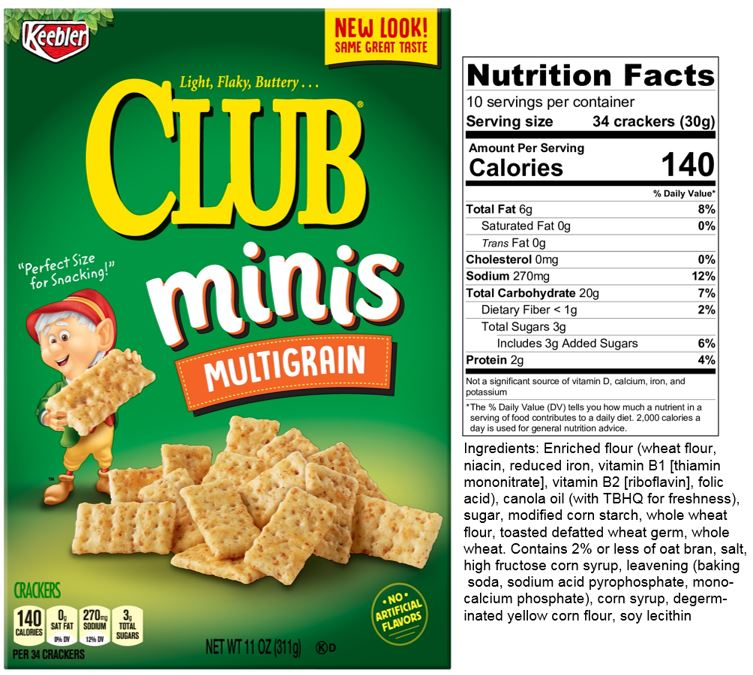 Keebler
NEW LOOK!
SAME GREAT TASTE
Light, Flaky, Buttery . . .
CLUB®
minis
MULTIGRAIN
"Perfect Size
for Snacking!"
TM
CRACKERS
140 CALORIES
0g SAT FAT 0% DV
270mg SODIUM 12% DV
3g TOTAL SUGARS
PER 34 CRACKERS
NET WT 11 OZ (311g) K D
• NO •
ARTIFICIAL
FLAVORS
Nutrition Facts
10 servings per container
Serving size 34 crackers (30g)
Amount Per Serving
Calories 140
% Daily Value*
Total Fat 6g 8%
Saturated Fat 0g 0%
Trans Fat 0g
Cholesterol 0mg 0%
Sodium 270mg 12%
Total Carbohydrate 20g 7%
Dietary Fiber < 1g 2%
Total Sugars 3g
Includes 3g Added Sugars 6%
Protein 2g 4%
Not a significant source of vitamin D, calcium, iron, and
potassium
*The % Daily Value (DV) tells you how much a nutrient in a
serving of food contributes to a daily diet. 2,000 calories a
day is used for general nutrition advice.
Ingredients: Enriched flour (wheat flour,
niacin, reduced iron, vitamin B1 [thiamin
mononitrate], vitamin B2 [riboflavin], folic
acid), canola oil (with TBHQ for freshness),
sugar, modified corn starch, whole wheat
flour, toasted defatted wheat germ, whole
wheat. Contains 2% or less of oat bran, salt,
high fructose corn syrup, leavening (baking
soda, sodium acid pyrophosphate, mono-
calcium phosphate), corn syrup, degerm-
inated yellow corn flour, soy lecithin